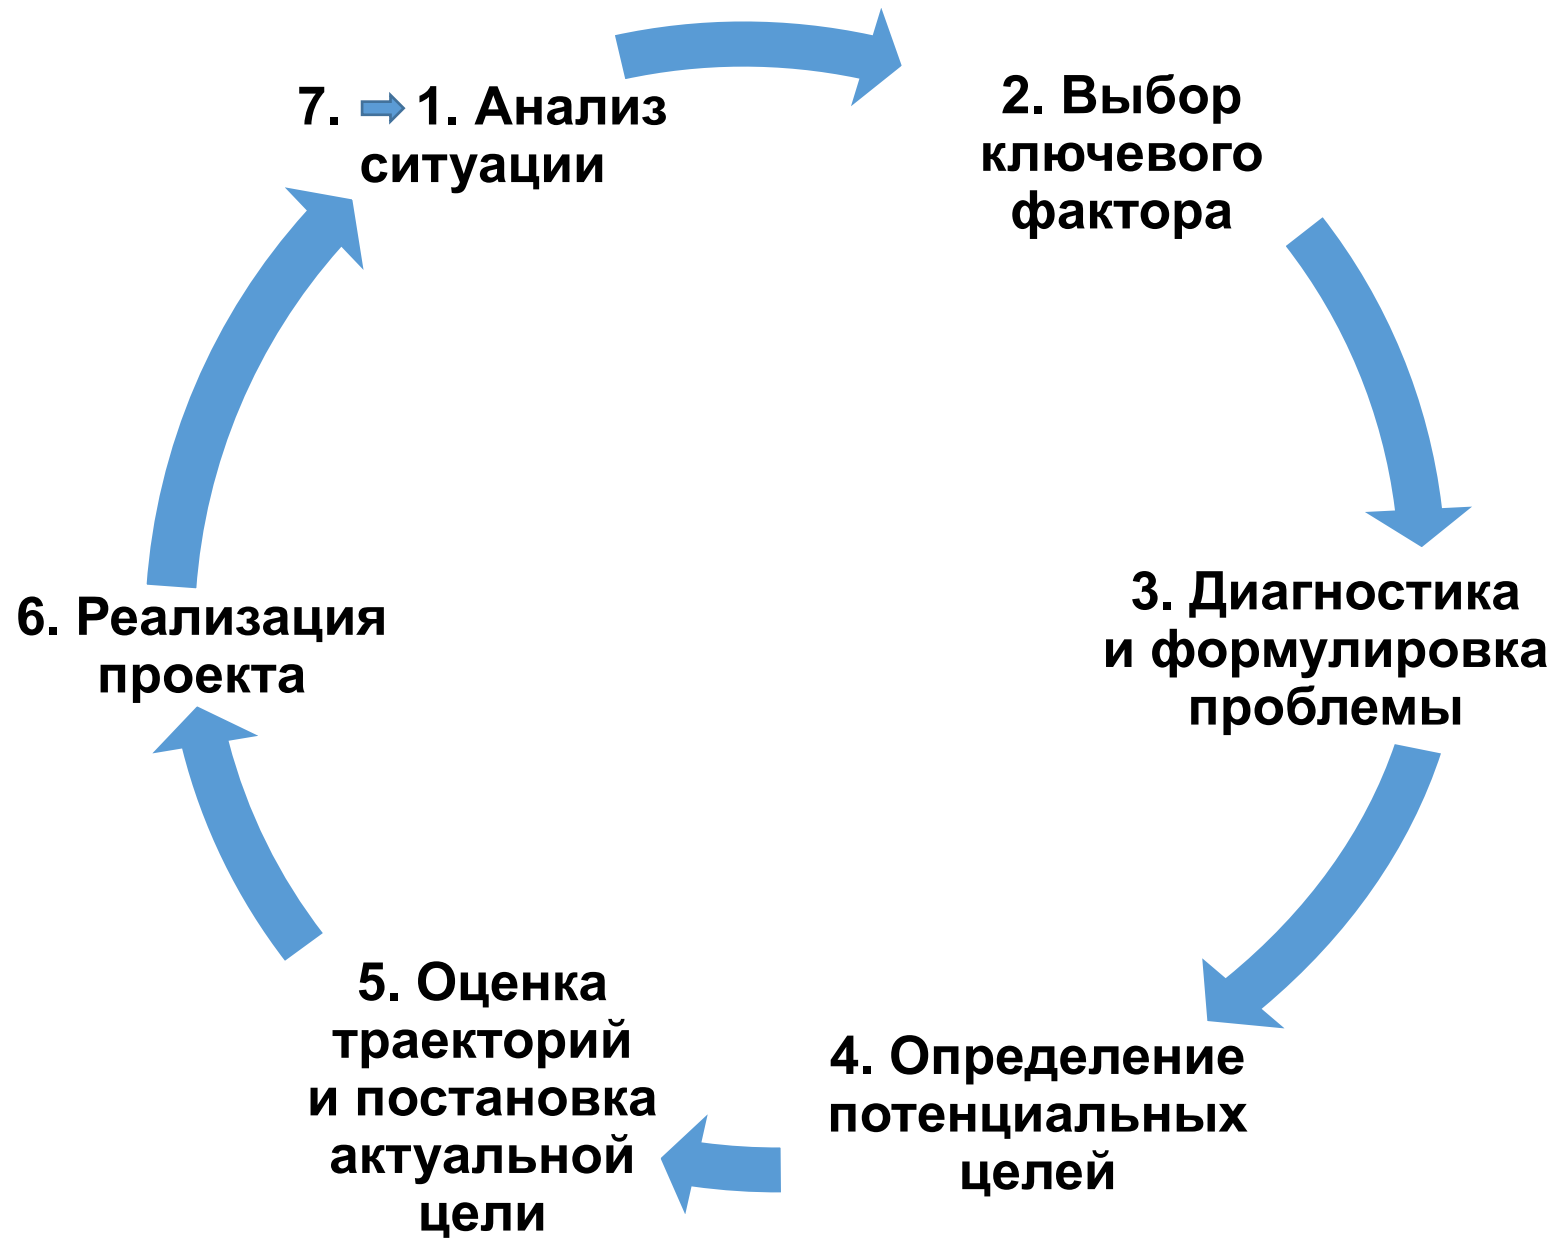 7. 1. Анализ
ситуации
2. Выбор
ключевого
фактора
3. Диагностика
и формулировка
проблемы
4. Определение
потенциальных
целей
5. Оценка
траекторий
и постановка
актуальной
цели
6. Реализация
проекта